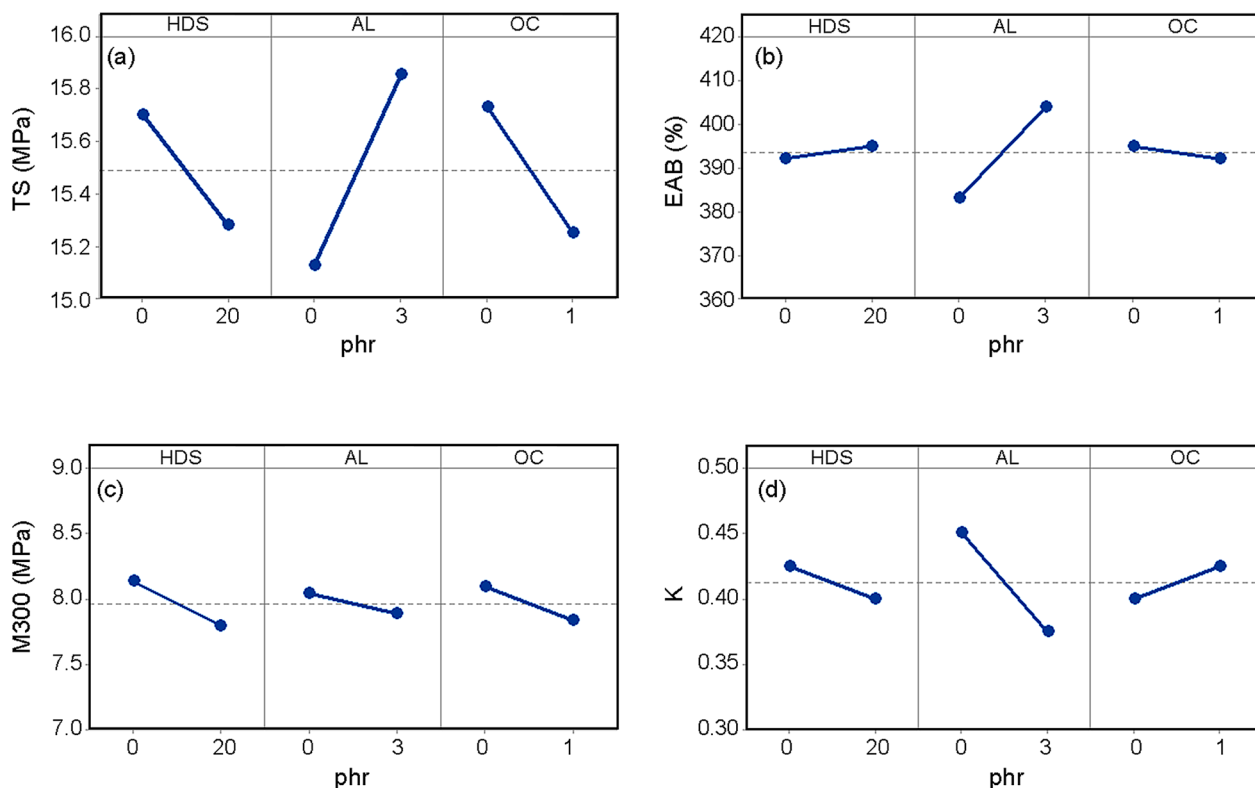 HDS AL OC
(a)
16.0
15.8
15.6
15.4
15.2
15.0
TS (MPa)
0 20 0 3 0 1
phr
HDS AL OC
(b)
420
410
400
390
380
370
360
EAB (%)
0 20 0 3 0 1
phr
HDS AL OC
(c)
9.0
8.5
8.0
7.5
7.0
M300 (MPa)
0 20 0 3 0 1
phr
HDS AL OC
(d)
0.50
0.45
0.40
0.35
0.30
K
0 20 0 3 0 1
phr